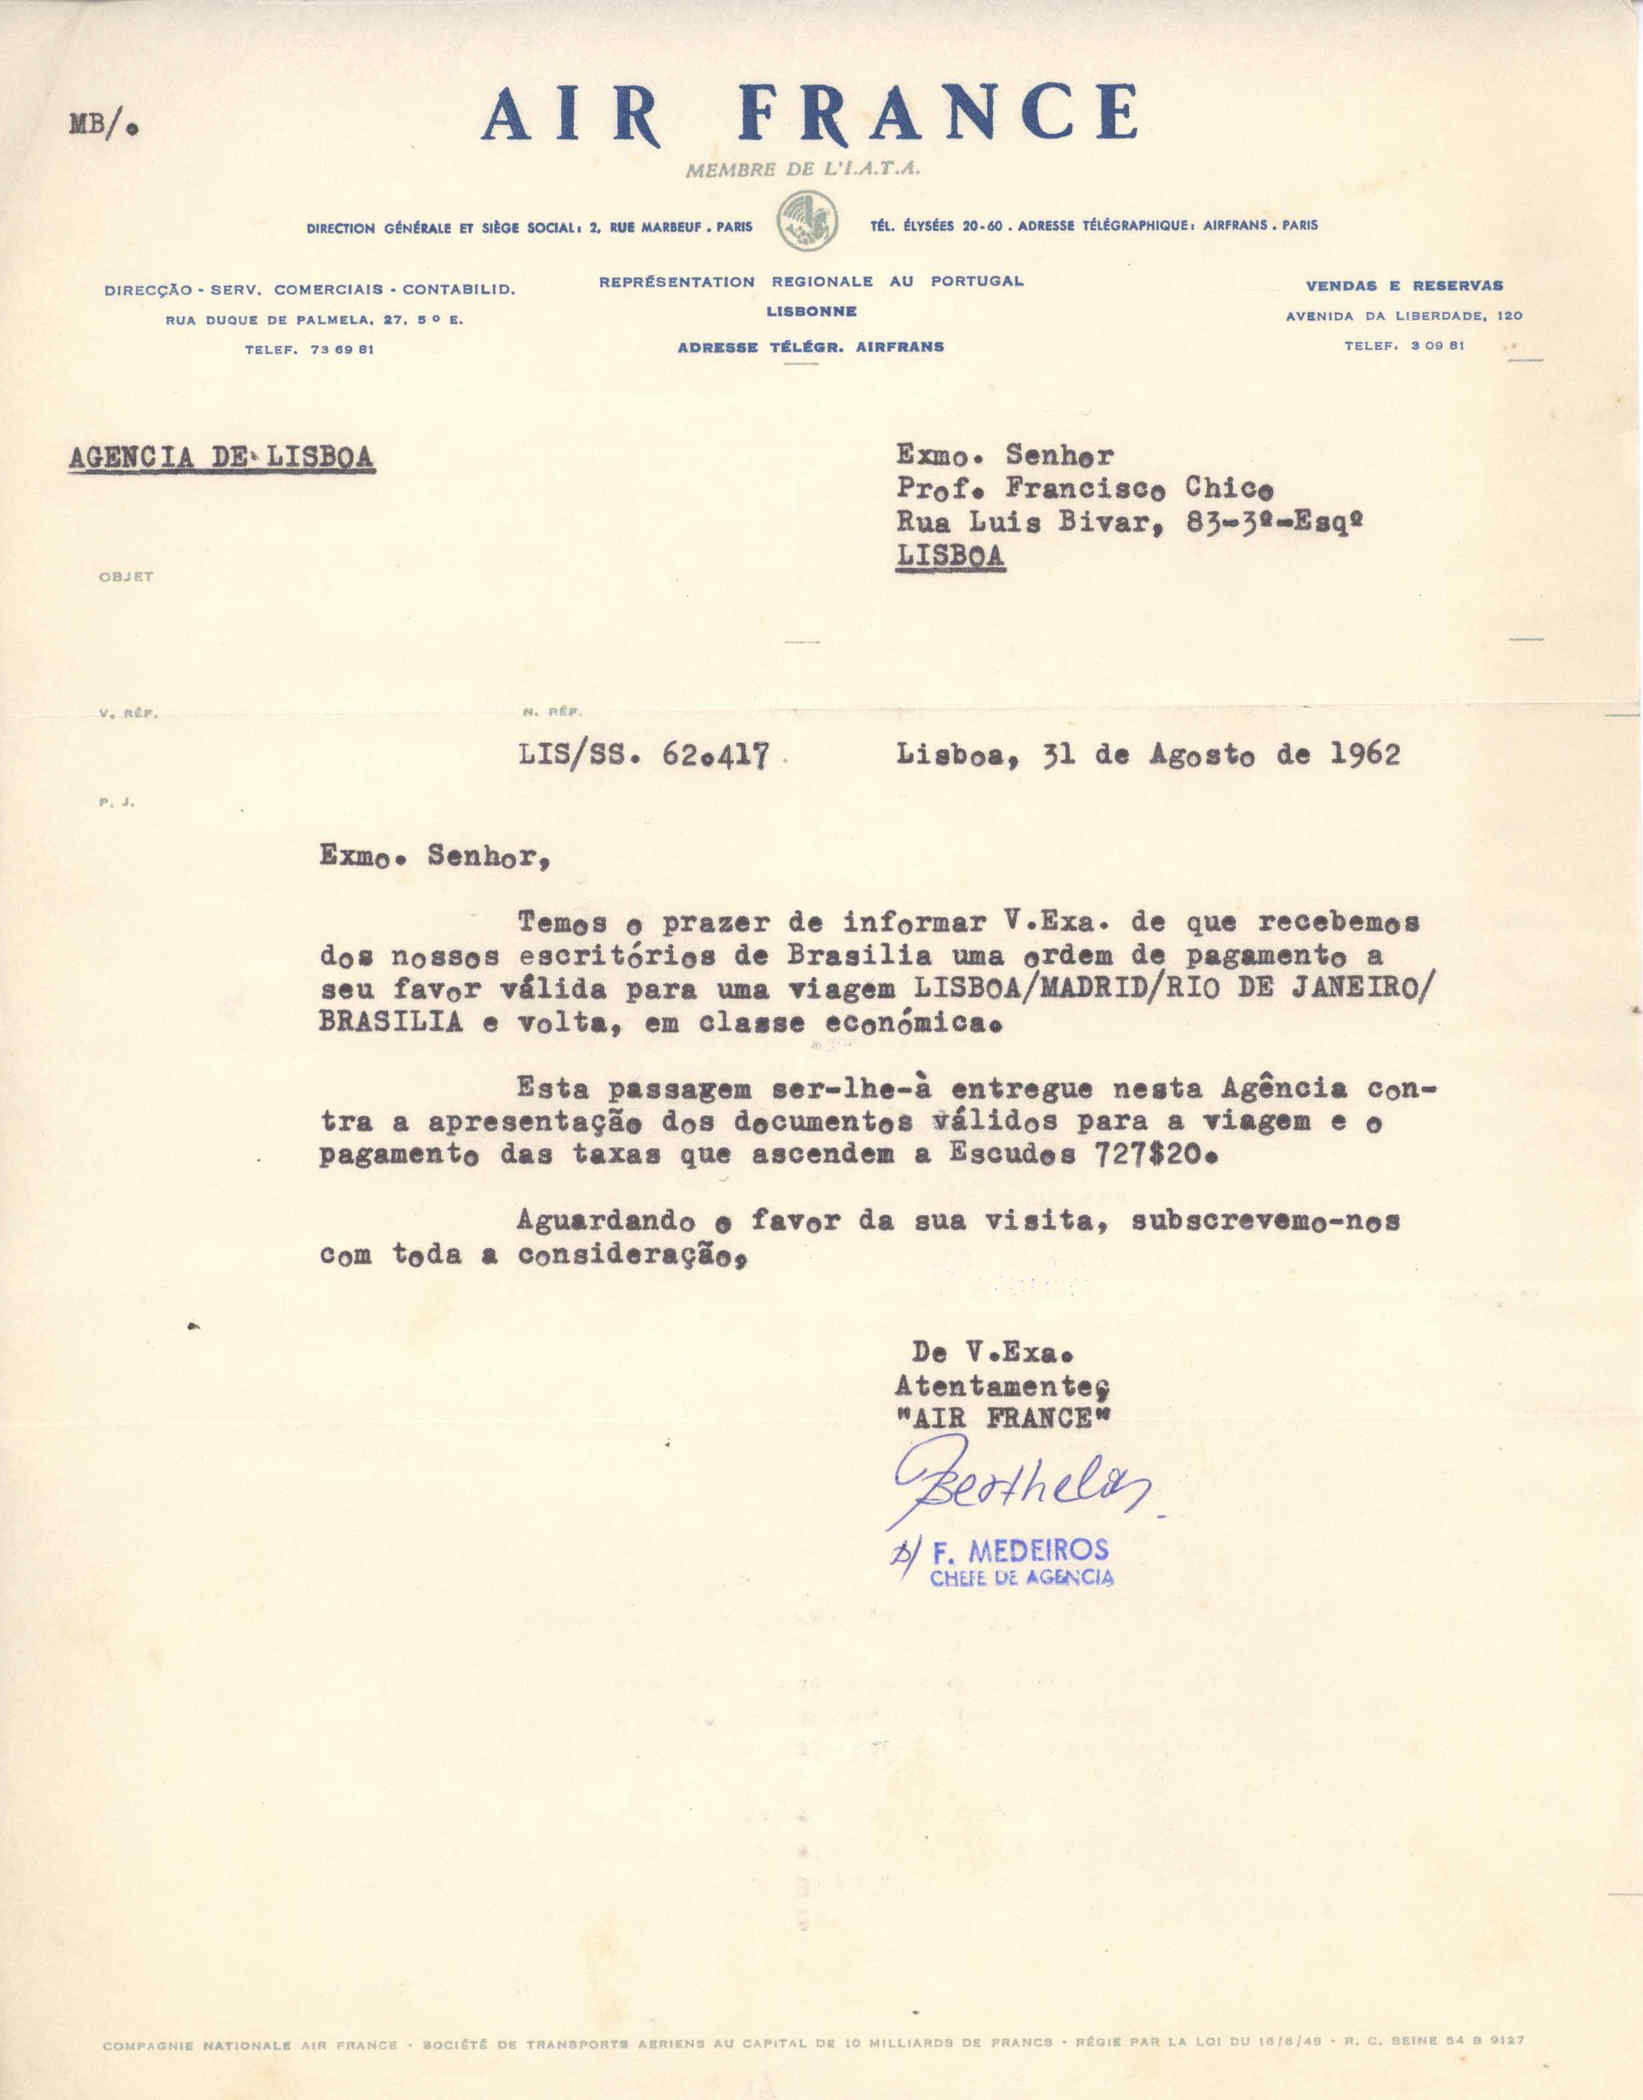 MB/.
AIR FRANCE
MEMBRE DE L'I.A.T.A.
DIRECTION GÉNÉRALE ET SIÈGE SOCIAL: 2, RUE MARBEUF . PARIS
TÉL. ÉLYSÉES 20-60 . ADRESSE TÉLÉGRAPHIQUE: AIRFRANS . PARIS
DIRECÇÃO - SERV. COMERCIAIS - CONTABILID.
RUA DUQUE DE PALMELA, 27, 5º E.
TELEF. 73 69 81
REPRÉSENTATION REGIONALE AU PORTUGAL
LISBONNE
ADRESSE TÉLÉGR. AIRFRANS
VENDAS E RESERVAS
AVENIDA DA LIBERDADE, 120
TELEF. 3 09 81
AGENCIA DE LISBOA
Exmo. Senhor
Prof. Francisco Chico
Rua Luis Bivar, 83-3º-Esqº
LISBOA
OBJET
V. RÉF.
N. RÉF.
LIS/SS. 62.417
Lisboa, 31 de Agosto de 1962
P. J.
Exmo. Senhor,
Temos o prazer de informar V.Exa. de que recebemos
dos nossos escritórios de Brasilia uma ordem de pagamento a
seu favor válida para uma viagem LISBOA/MADRID/RIO DE JANEIRO/
BRASILIA e volta, em classe económica.
Esta passagem ser-lhe-à entregue nesta Agência con-
tra a apresentação dos documentos válidos para a viagem e o
pagamento das taxas que ascendem a Escudos 727$20.
Aguardando o favor da sua visita, subscrevemo-nos
com toda a consideração,
De V.Exa.
Atentamente,
"AIR FRANCE"
p/ F. MEDEIROS
CHEFE DE AGENCIA
COMPAGNIE NATIONALE AIR FRANCE - SOCIÉTÉ DE TRANSPORTS AERIENS AU CAPITAL DE 10 MILLIARDS DE FRANCS - RÉGIE PAR LA LOI DU 16/6/48 - R. C. SEINE 54 B 9127